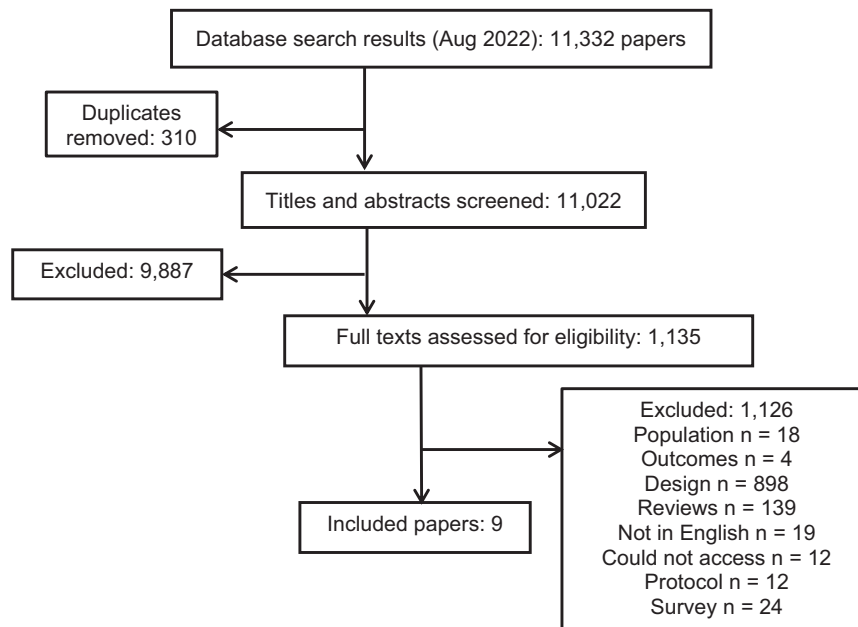 Database search results (Aug 2022): 11,332 papers
Duplicates
removed: 310
Titles and abstracts screened: 11,022
Excluded: 9,887
Full texts assessed for eligibility: 1,135
Excluded: 1,126
Population n = 18
Outcomes n = 4
Design n = 898
Reviews n = 139
Not in English n = 19
Could not access n = 12
Protocol n = 12
Survey n = 24
Included papers: 9